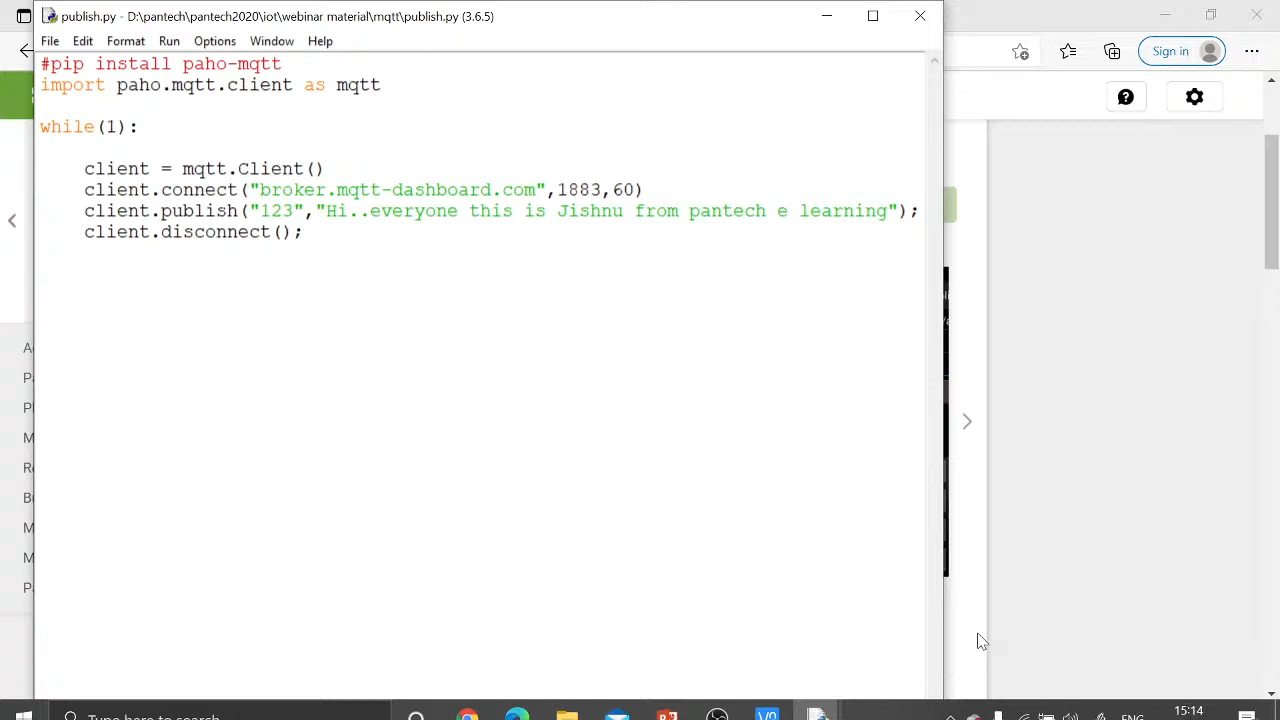 publish.py - D:\pantech\pantech2020\iot\webinar material\mqtt\publish.py (3.6.5)
File Edit Format Run Options Window Help
Sign in
#pip install paho-mqtt
import paho.mqtt.client as mqtt
while(1):
client = mqtt.Client()
client.connect("broker.mqtt-dashboard.com",1883,60)
client.publish("123","Hi..everyone this is Jishnu from pantech e learning");
client.disconnect();
Type here to search
ENG
15:14